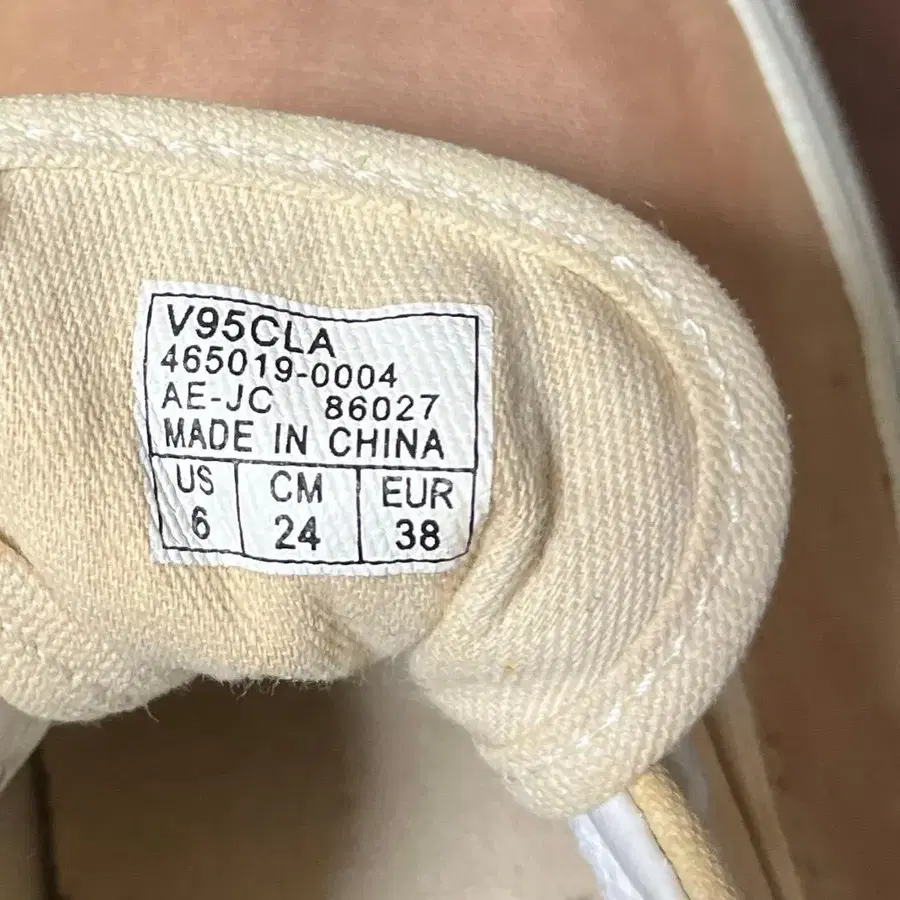 V95CLA
465019-0004
AE-JC 86027
MADE IN CHINA
US CM EUR
6 24 38